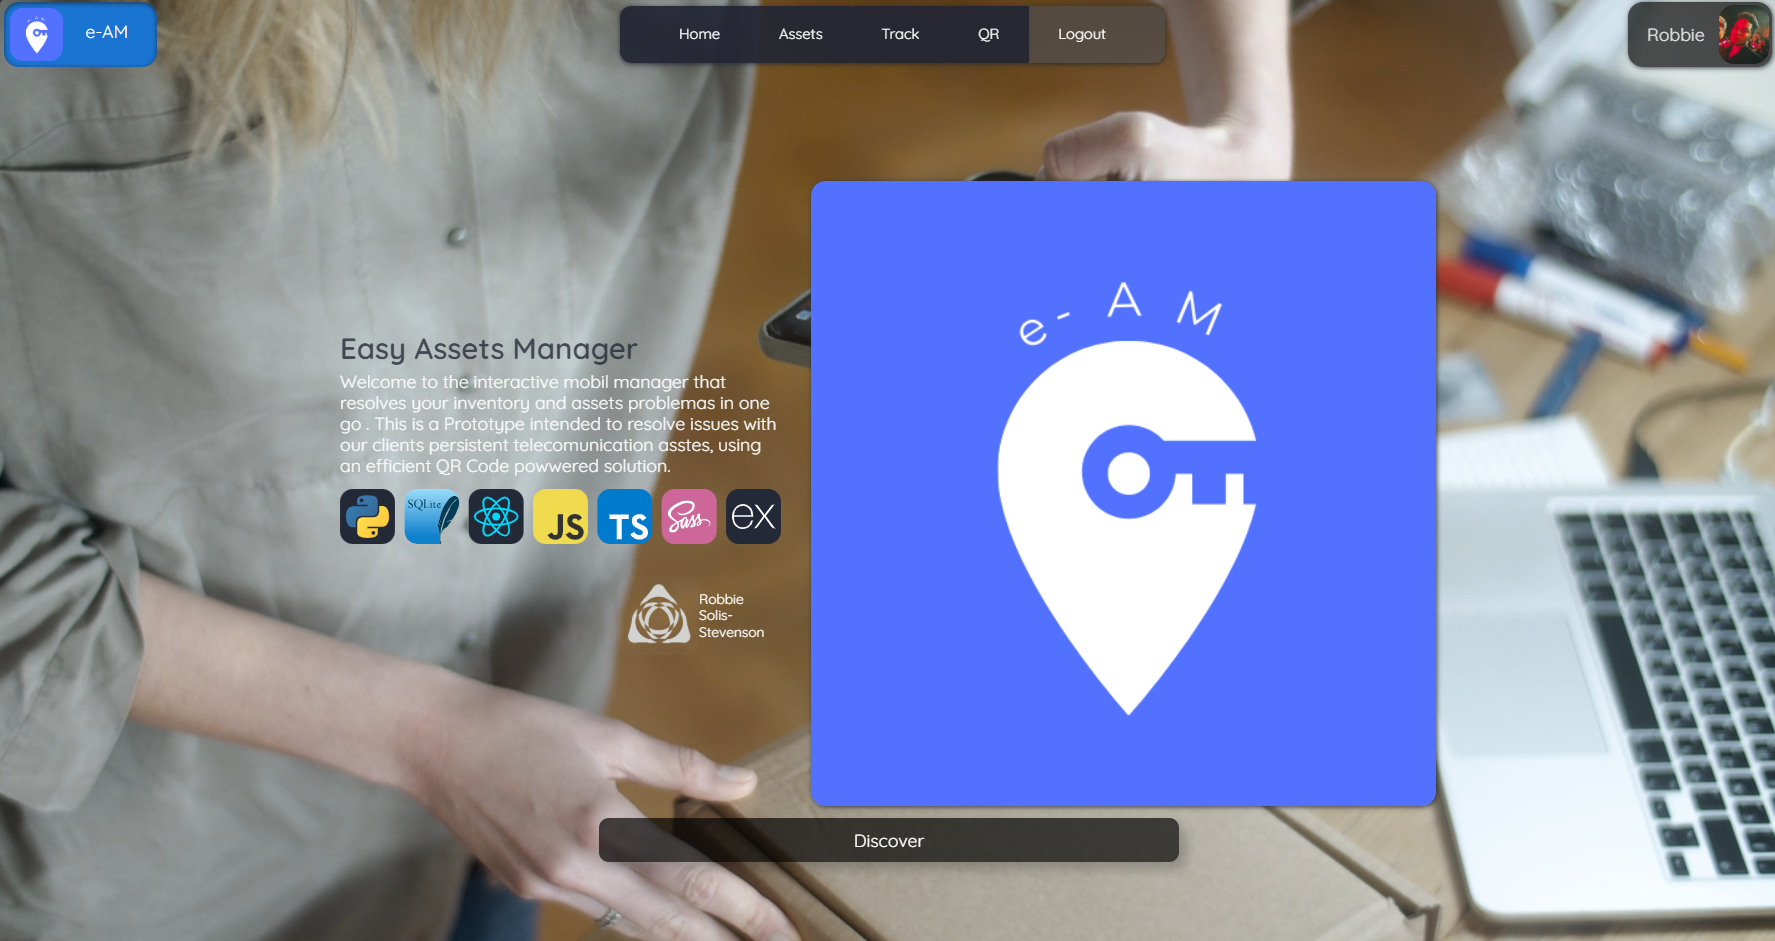 e-AM
Home
Assets
Track
QR
Logout
Robbie
e-AM
Easy Assets Manager
Welcome to the interactive mobil manager that
resolves your inventory and assets problemas in one
go . This is a Prototype intended to resolve issues with
our clients persistent telecomunication asstes, using
an efficient QR Code powwered solution.
SQLite
JS
TS
Sass
ex
Robbie
Solis-
Stevenson
Discover